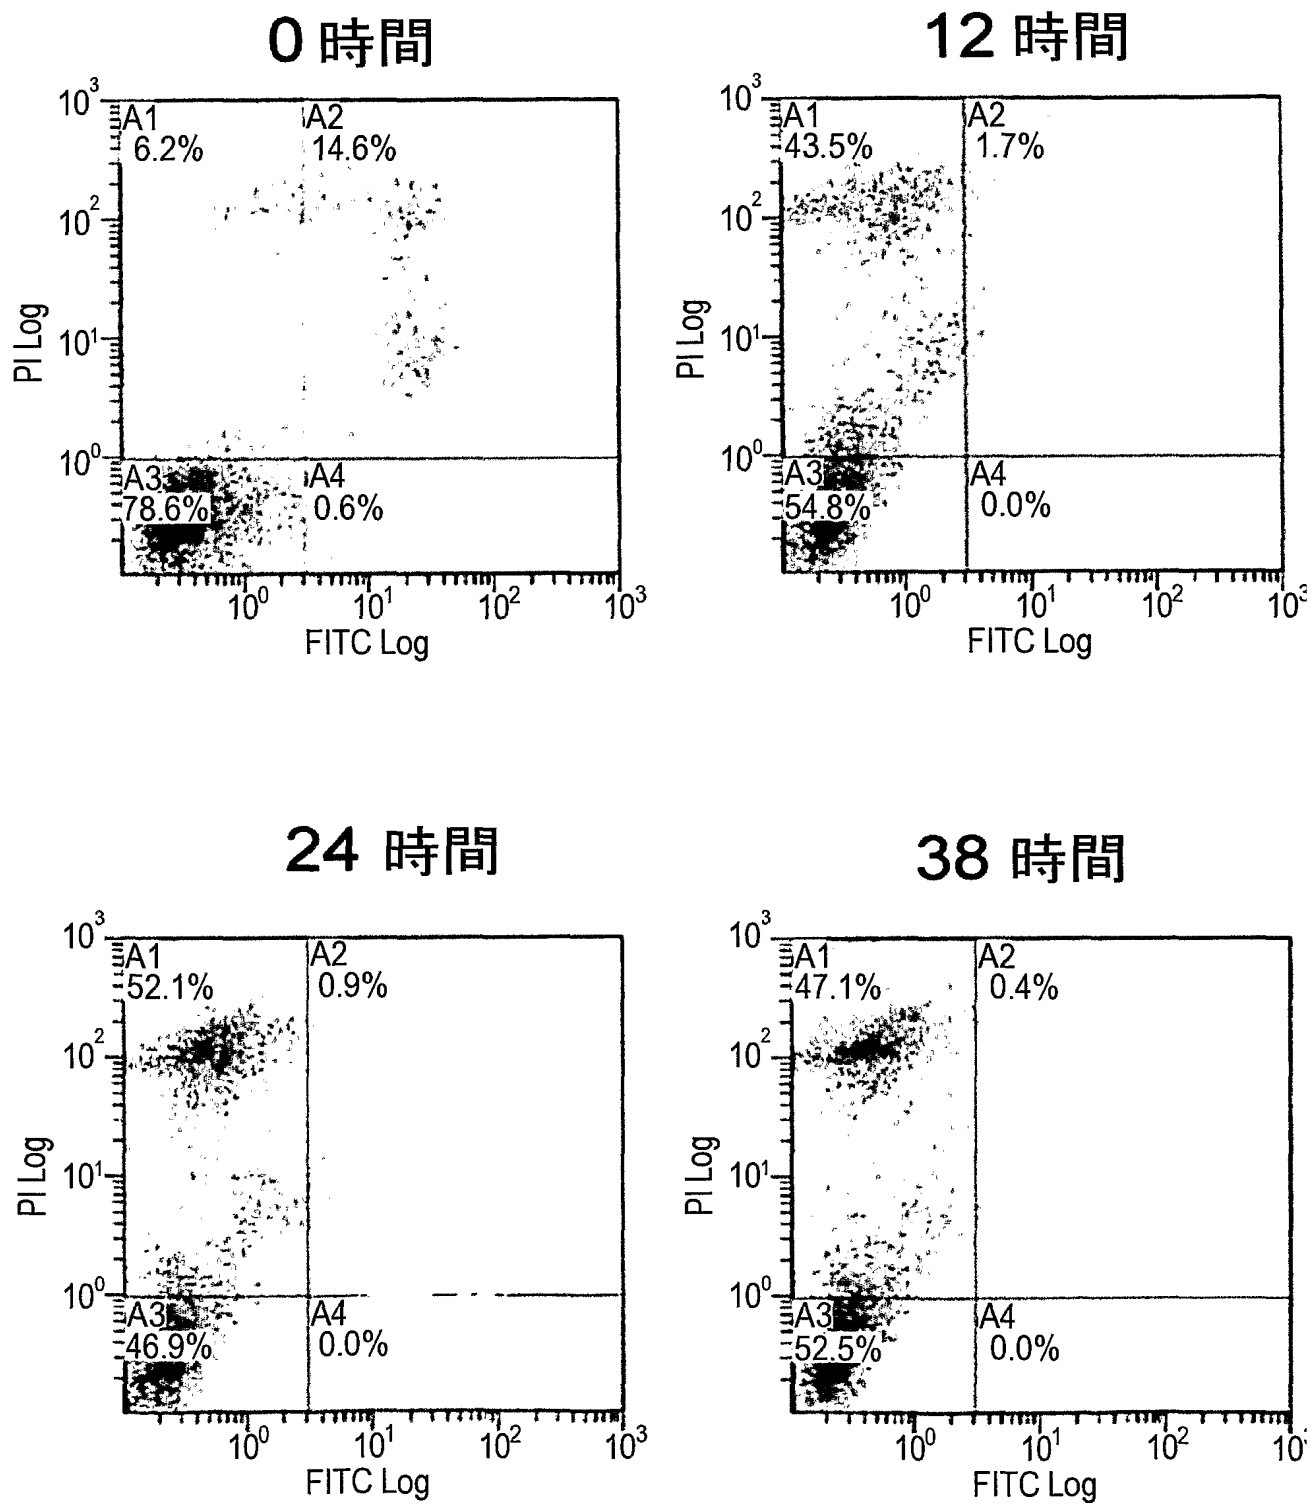 0 時間
10³
A1
A2
6.2%
14.6%
10²
PI Log
10¹
10⁰
A3
A4
78.6%
0.6%
10⁰ 10¹ 10² 10³
FITC Log
12 時間
10³
A1
A2
43.5%
1.7%
10²
PI Log
10¹
10⁰
A3
A4
54.8%
0.0%
10⁰ 10¹ 10² 10³
FITC Log
24 時間
10³
A1
A2
52.1%
0.9%
10²
PI Log
10¹
10⁰
A3
A4
46.9%
0.0%
10⁰ 10¹ 10² 10³
FITC Log
38 時間
10³
A1
A2
47.1%
0.4%
10²
PI Log
10¹
10⁰
A3
A4
52.5%
0.0%
10⁰ 10¹ 10² 10³
FITC Log